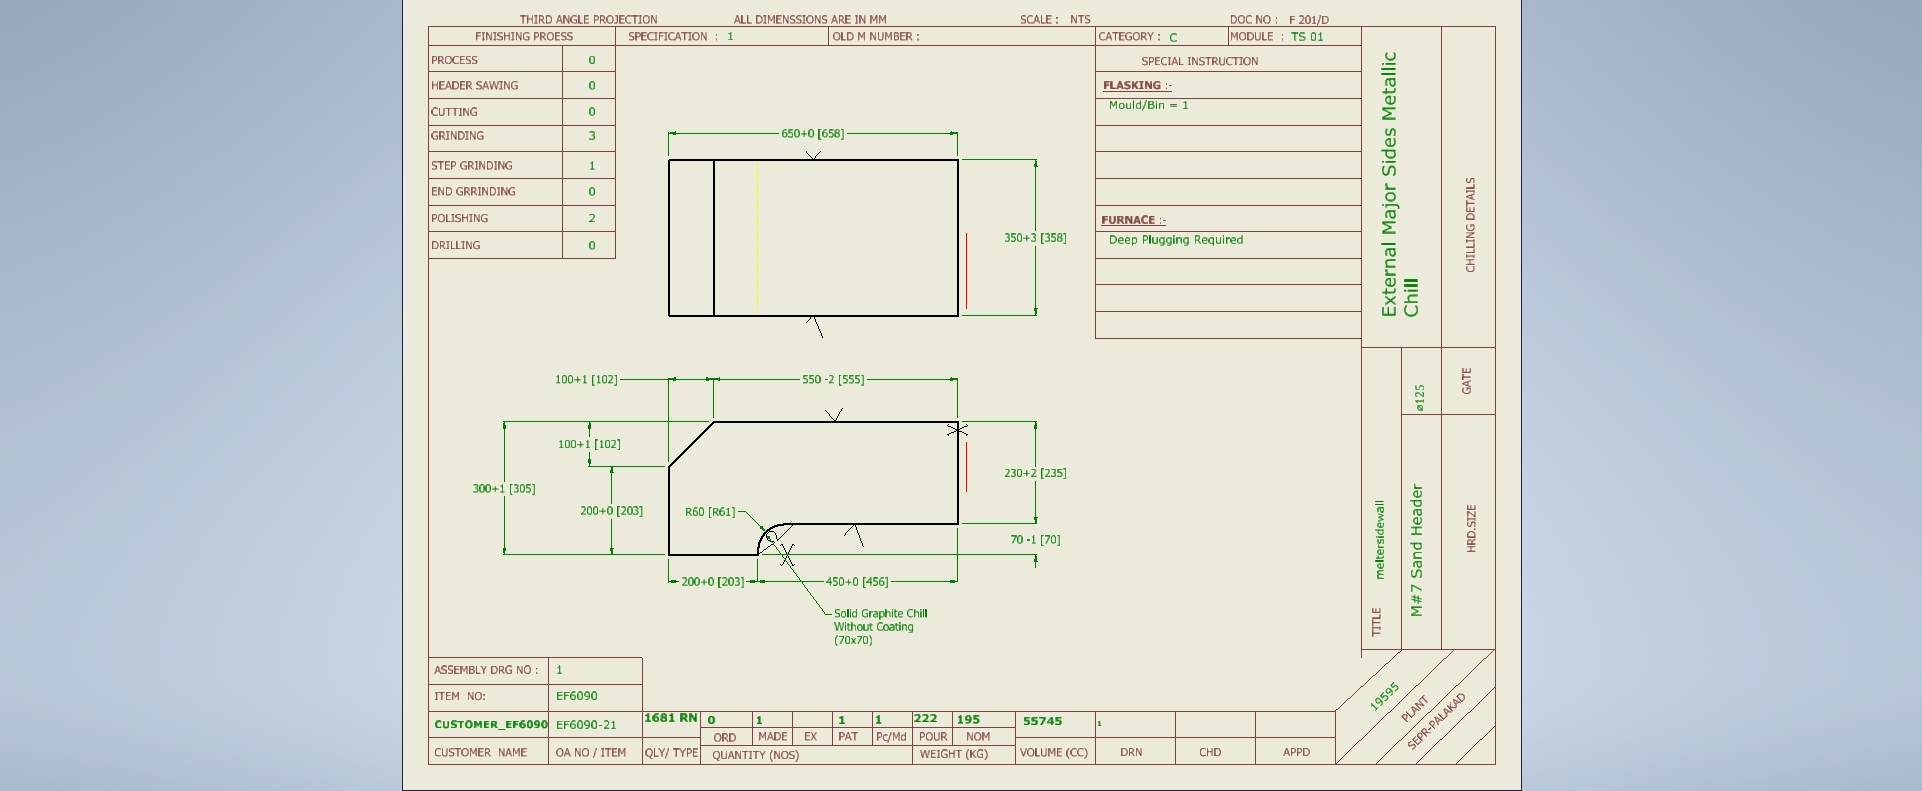 THIRD ANGLE PROJECTION ALL DIMENSSIONS ARE IN MM SCALE : NTS DOC NO : F 201/D
FINISHING PROESS SPECIFICATION : 1 OLD M NUMBER : CATEGORY : C MODULE : TS 01
PROCESS 0
HEADER SAWING 0
CUTTING 0
GRINDING 3
STEP GRINDING 1
END GRRINDING 0
POLISHING 2
DRILLING 0
SPECIAL INSTRUCTION
FLASKING :-
Mould/Bin = 1
FURNACE :-
Deep Plugging Required
650+0 [658]
350+3 [358]
100+1 [102]
550 -2 [555]
100+1 [102]
300+1 [305]
200+0 [203]
R60 [R61]
230+2 [235]
70 -1 [70]
200+0 [203]
450+0 [456]
Solid Graphite Chill
Without Coating
(70x70)
External Major Sides Metallic
Chill
CHILLING DETAILS
ø125
GATE
TITLE meltersidewall
M#7 Sand Header
HRD.SIZE
19595
PLANT
SEPR-PALAKAD
ASSEMBLY DRG NO : 1
ITEM NO: EF6090
CUSTOMER_EF6090 EF6090-21 1681 RN 0 1 1 1 222 195 55745 1
ORD MADE EX PAT Pc/Md POUR NOM
CUSTOMER NAME OA NO / ITEM QLY/ TYPE QUANTITY (NOS) WEIGHT (KG) VOLUME (CC) DRN CHD APPD